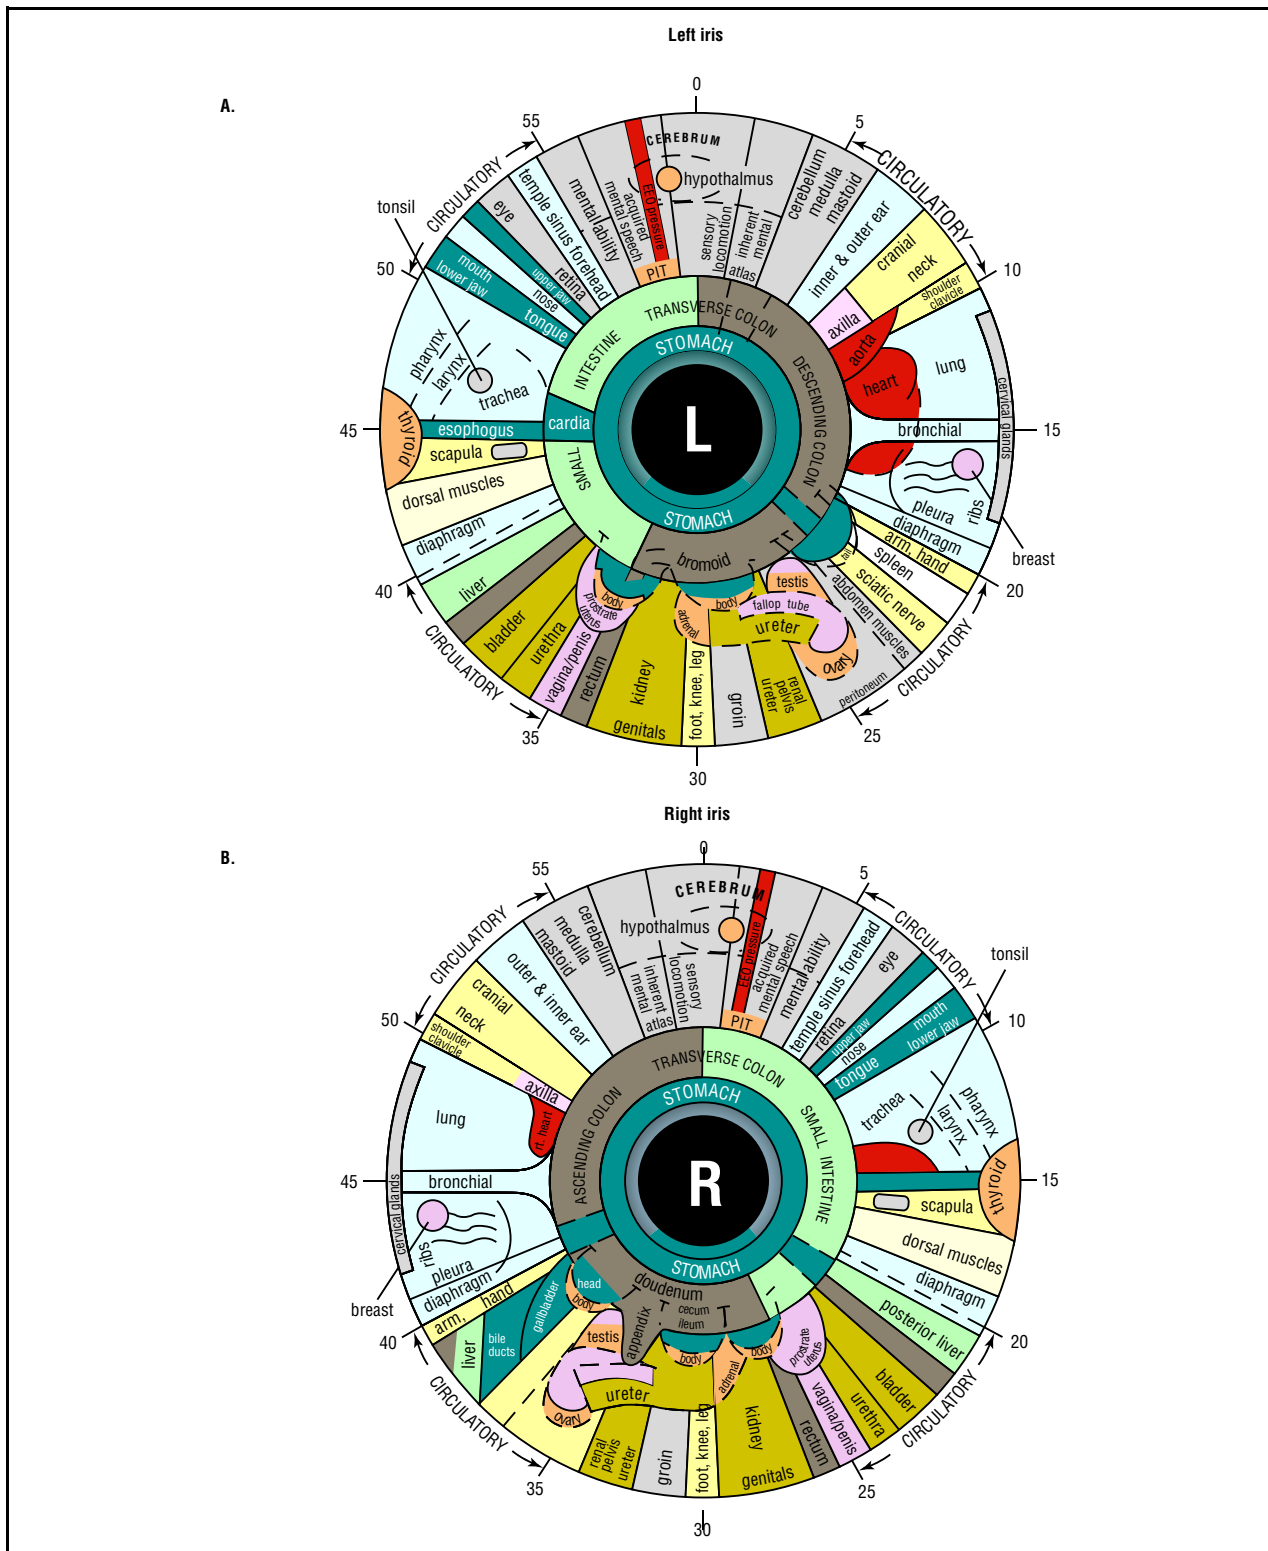 Left iris
A.
0
5
10
15
20
25
30
35
40
45
50
55
CIRCULATORY
CIRCULATORY
CIRCULATORY
CIRCULATORY
tonsil
CEREBRUM
hypothalmus
EEO pressure
PIT
acquired
mental speech
mentallability
temple sinus forehead
eye
retina
upper jaw
nose
mouth
lower jaw
tongue
pharynx
larynx
trachea
thyroid
esophogus
cardia
scapula
dorsal muscles
diaphragm
liver
bladder
urethra
vagina/penis
rectum
prostrate
uterus
body
kidney
genitals
adrenal
foot, knee, leg
groin
body
renal
pelvis
ureter
ureter
fallop tube
testis
ovary
peritoneum
abdomen muscles
sciatic nerve
tail
spleen
arm, hand
diaphragm
ribs
pleura
breast
bronchial
cervical glands
lung
heart
aorta
axilla
shoulder
clavicle
cranial
neck
inner & outer ear
cerebellum
medulla
mastoid
inherent
mental
sensory
locomotion
atlas
TRANSVERSE COLON
DESCENDING COLON
SMALL
INTESTINE
STOMACH
STOMACH
bromoid
L
Right iris
B.
0
5
10
15
20
25
30
35
40
45
50
55
CIRCULATORY
CIRCULATORY
CIRCULATORY
CIRCULATORY
tonsil
CEREBRUM
hypothalmus
EEO pressure
PIT
acquired
mental speech
mental ability
temple sinus forehead
eye
retina
upper jaw
nose
mouth
lower jaw
tongue
trachea
larynx
pharynx
thyroid
scapula
dorsal muscles
diaphragm
posterior liver
bladder
urethra
vagina/penis
rectum
prostrate
uterus
body
kidney
genitals
adrenal
foot, knee, leg
groin
body
renal
pelvis
ureter
ureter
testis
ovary
appendix
cecum
ileum
doudenum
head
body
gallbladder
bile
ducts
liver
arm, hand
diaphragm
pleura
ribs
breast
bronchial
cervical glands
lung
rt. heart
axilla
shoulder
clavicle
cranial
neck
outer & inner ear
cerebellum
medulla
mastoid
inherent
mental
sensory
locomotion
atlas
TRANSVERSE COLON
ASCENDING COLON
SMALL INTESTINE
STOMACH
STOMACH
R